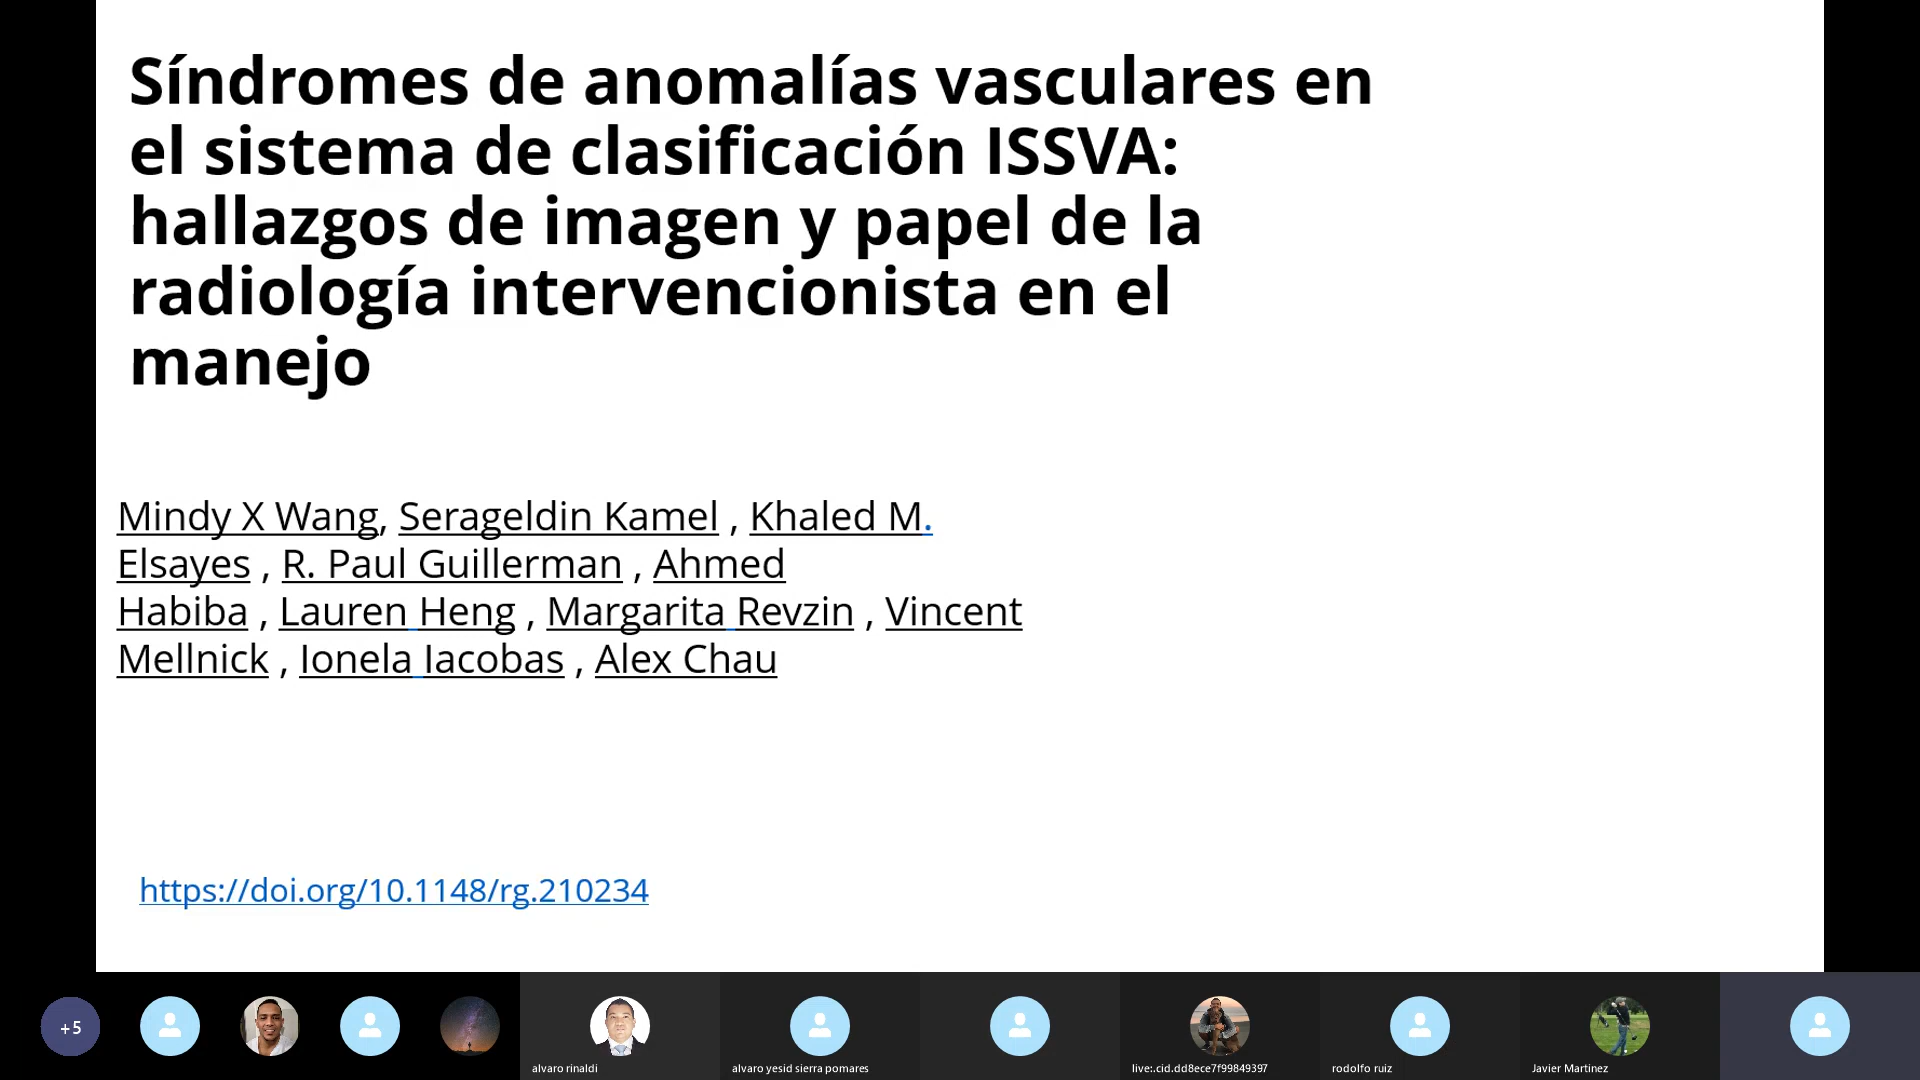 Síndromes de anomalías vasculares en
el sistema de clasificación ISSVA:
hallazgos de imagen y papel de la
radiología intervencionista en el
manejo
Mindy X Wang, Serageldin Kamel , Khaled M.
Elsayes , R. Paul Guillerman , Ahmed
Habiba , Lauren Heng , Margarita Revzin , Vincent
Mellnick , Ionela Iacobas , Alex Chau
https://doi.org/10.1148/rg.210234
+5
alvaro rinaldi
alvaro yesid sierra pomares
live:.cid.dd8ece7f99849397
rodolfo ruiz
Javier Martinez